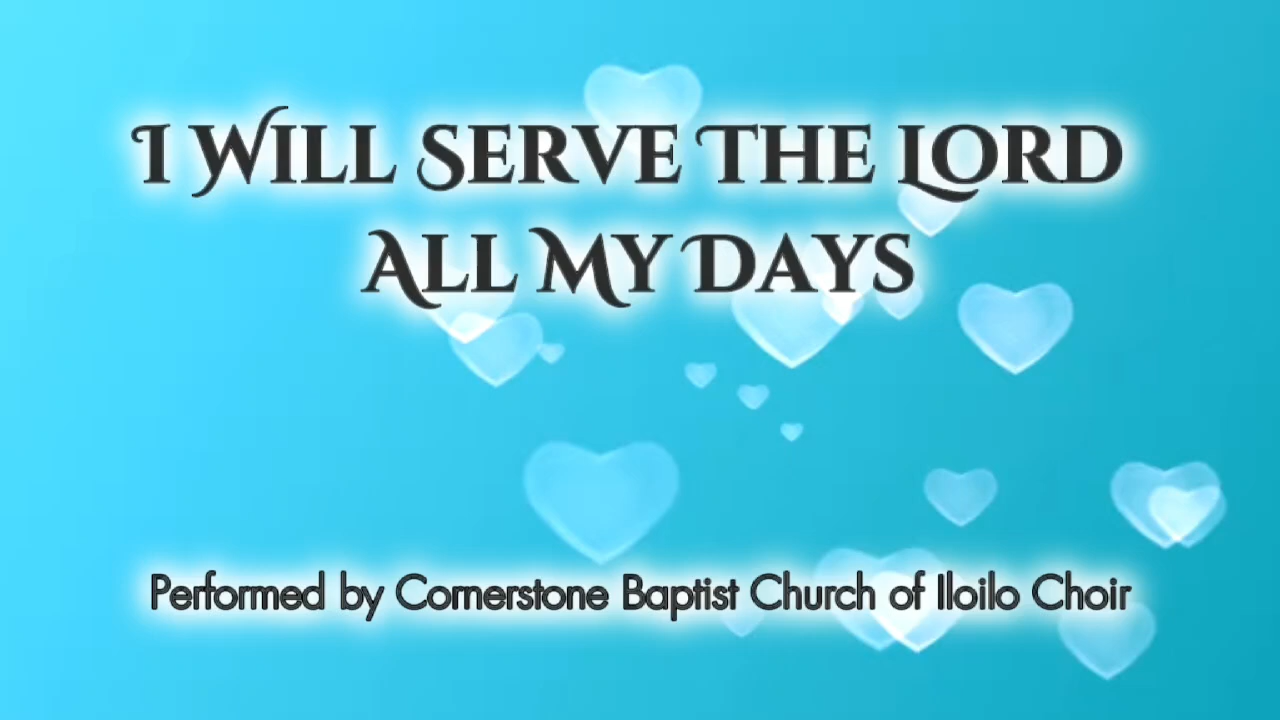 I Will Serve The Lord
All My Days
Performed by Cornerstone Baptist Church of Iloilo Choir